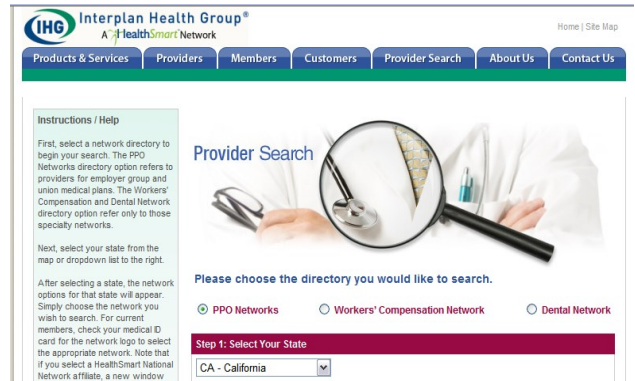 IHG
Interplan Health Group®
A HealthSmart Network
Home | Site Map
Products & Services
Providers
Members
Customers
Provider Search
About Us
Contact Us
Instructions / Help
First, select a network directory to
begin your search. The PPO
Networks directory option refers to
providers for employer group and
union medical plans. The Workers'
Compensation and Dental Network
directory option refer only to those
specialty networks.
Next, select your state from the
map or dropdown list to the right.
After selecting a state, the network
options for that state will appear.
Simply choose the network you
wish to search. For current
members, check your medical ID
card for the network logo to select
the appropriate network. Note that
if you select a HealthSmart National
Network affiliate, a new window
Provider Search
Please choose the directory you would like to search.
PPO Networks
Workers' Compensation Network
Dental Network
Step 1: Select Your State
CA - California